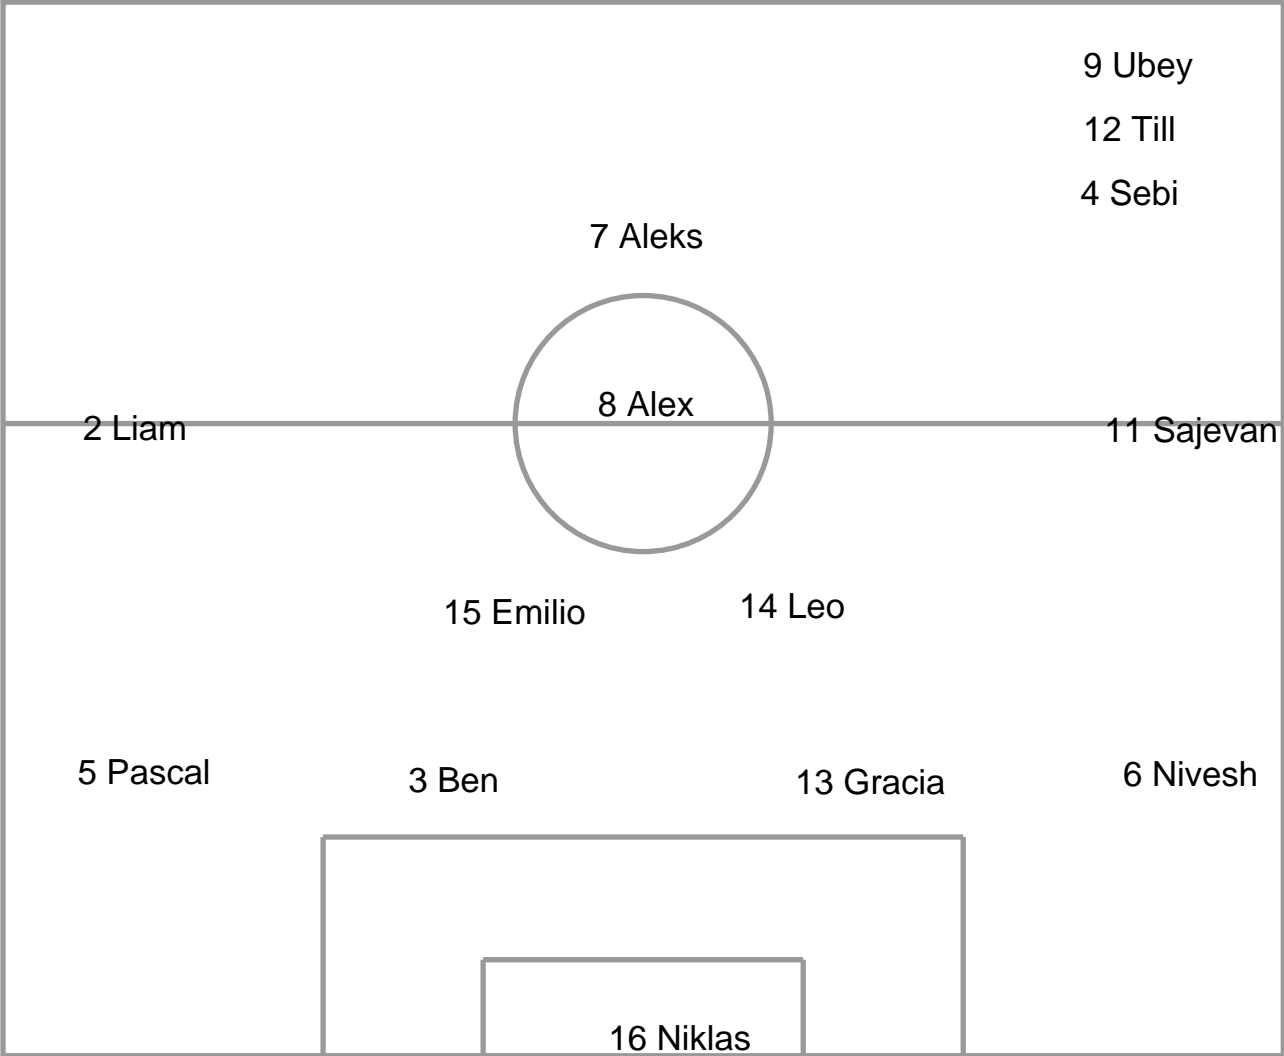 9 Ubey
12 Till
4 Sebi
7 Aleks
8 Alex
2 Liam
11 Sajevan
15 Emilio
14 Leo
5 Pascal
3 Ben
13 Gracia
6 Nivesh
16 Niklas